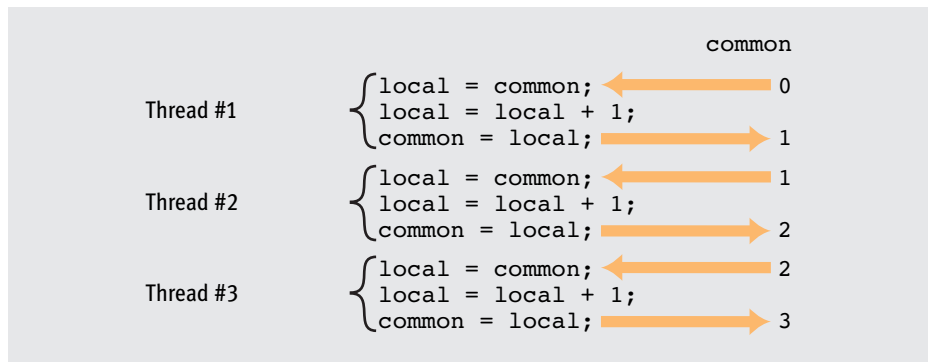 common
local = common; 0
Thread #1 local = local + 1;
common = local; 1
local = common; 1
Thread #2 local = local + 1;
common = local; 2
local = common; 2
Thread #3 local = local + 1;
common = local; 3